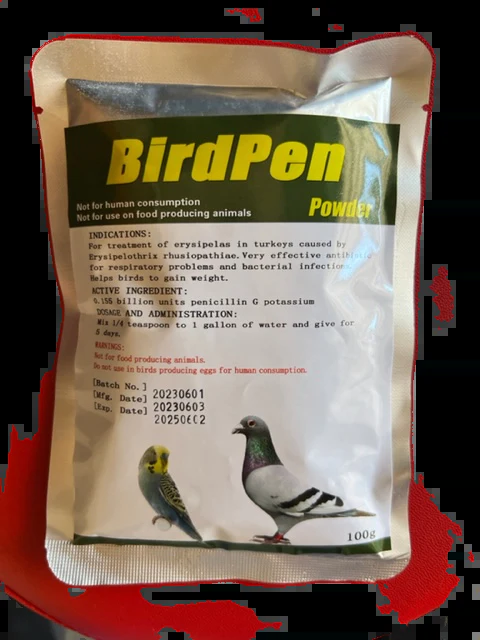 BirdPen
Powder
Not for human consumption
Not for use on food producing animals
INDICATIONS:
For treatment of erysipelas in turkeys caused by
Erysipelothrix rhusiopathiae. Very effective antibiotic
for respiratory problems and bacterial infections
Helps birds to gain weight.
ACTIVE INGREDIENT:
0.155 billion units penicillin G potassium
DOSAGE AND ADMINISTRATION:
Mix 1/4 teaspoon to 1 gallon of water and give for
5 days.
WARNINGS:
Not for food producing animals.
Do not use in birds producing eggs for human consumption.
[Batch No.] 20230601
[Mfg. Date] 20230603
[Exp. Date] 20250602
100g